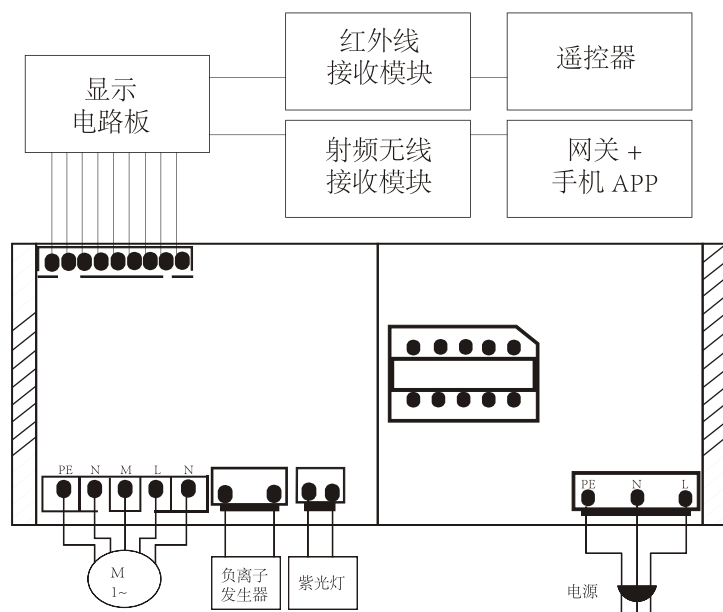 红外线
接收模块
遥控器
显示
电路板
射频无线
接收模块
网关 +
手机 APP
PE N M L N
PE N L
M
1~
负离子
发生器
紫光灯
电源